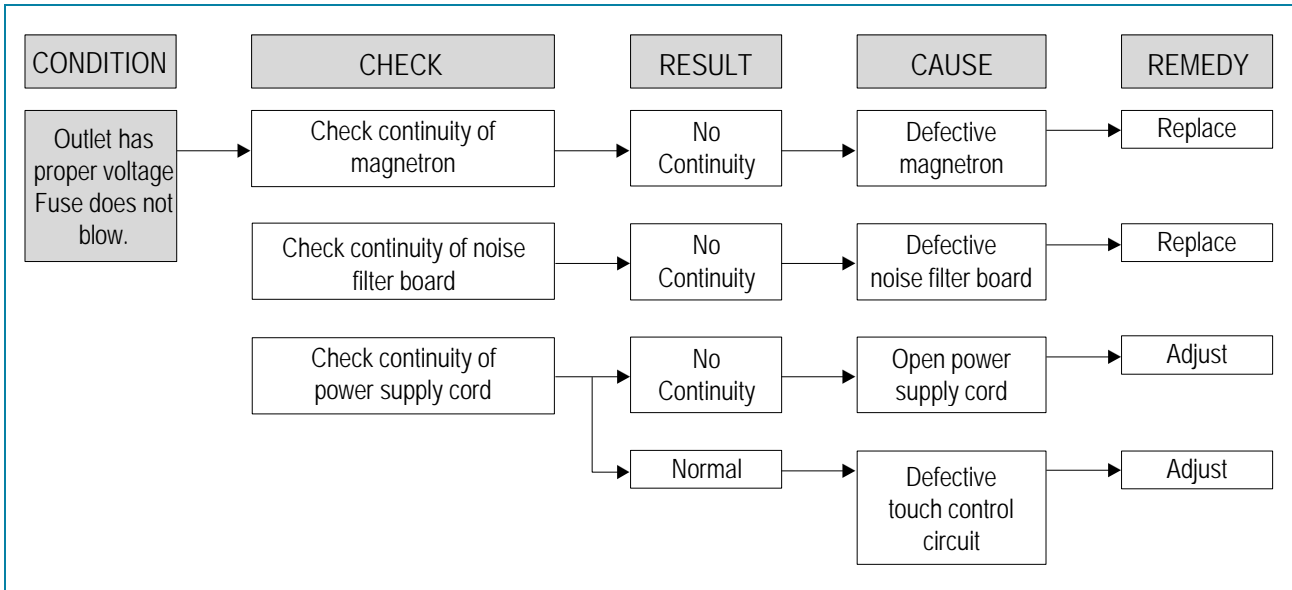 CONDITION
CHECK
RESULT
CAUSE
REMEDY
Outlet has
proper voltage
Fuse does not
blow.
Check continuity of
magnetron
No
Continuity
Defective
magnetron
Replace
Check continuity of noise
filter board
No
Continuity
Defective
noise filter board
Replace
Check continuity of
power supply cord
No
Continuity
Open power
supply cord
Adjust
Normal
Defective
touch control
circuit
Adjust